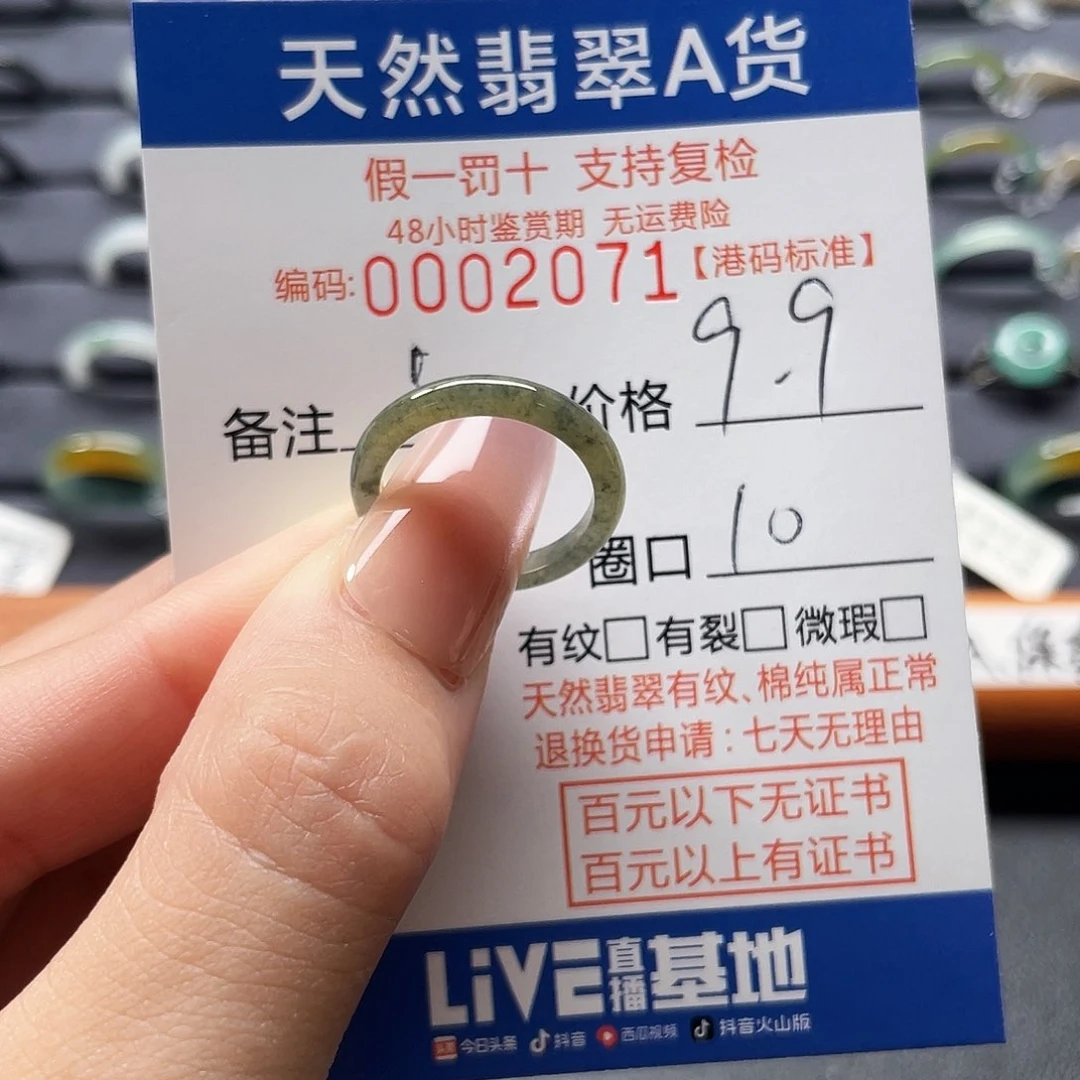 天然翡翠A货
假一罚十 支持复检
48小时鉴赏期 无运费险
编码:0002071【港码标准】
备注
价格 9.9
圈口 10
有纹□有裂□微瑕□
天然翡翠有纹、棉纯属正常
退换货申请:七天无理由
百元以下无证书
百元以上有证书
LiVE直播基地
头条 今日头条 抖音 西瓜视频 抖音火山版